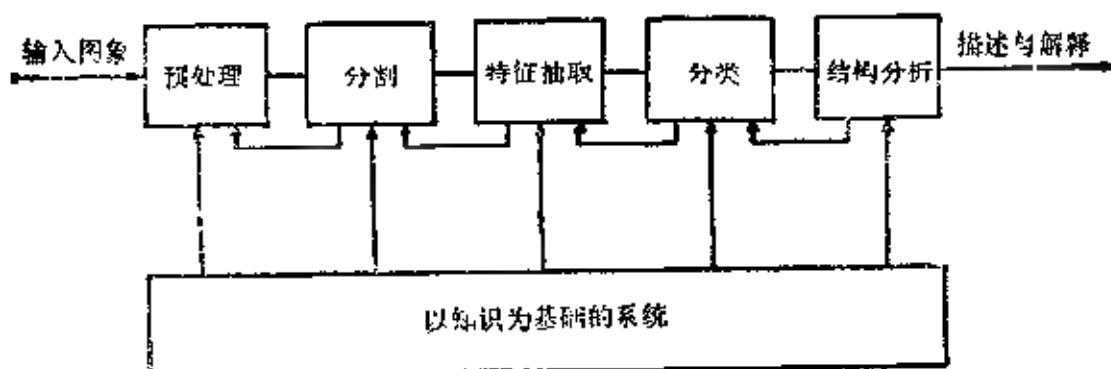 输入图象
预处理
分割
特征抽取
分类
结构分析
描述与解释
以知识为基础的系统